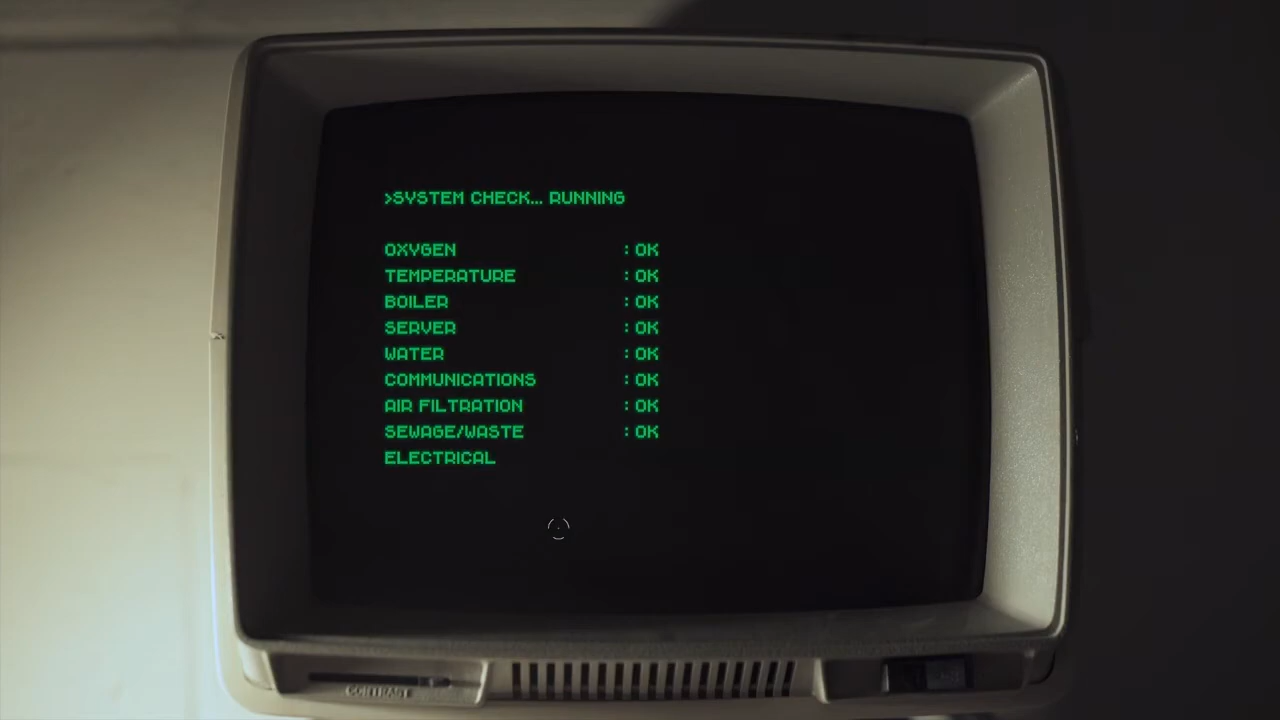 >SYSTEM CHECK... RUNNING
OXYGEN : OK
TEMPERATURE : OK
BOILER : OK
SERVER : OK
WATER : OK
COMMUNICATIONS : OK
AIR FILTRATION : OK
SEWAGE/WASTE : OK
ELECTRICAL
CONTRAST